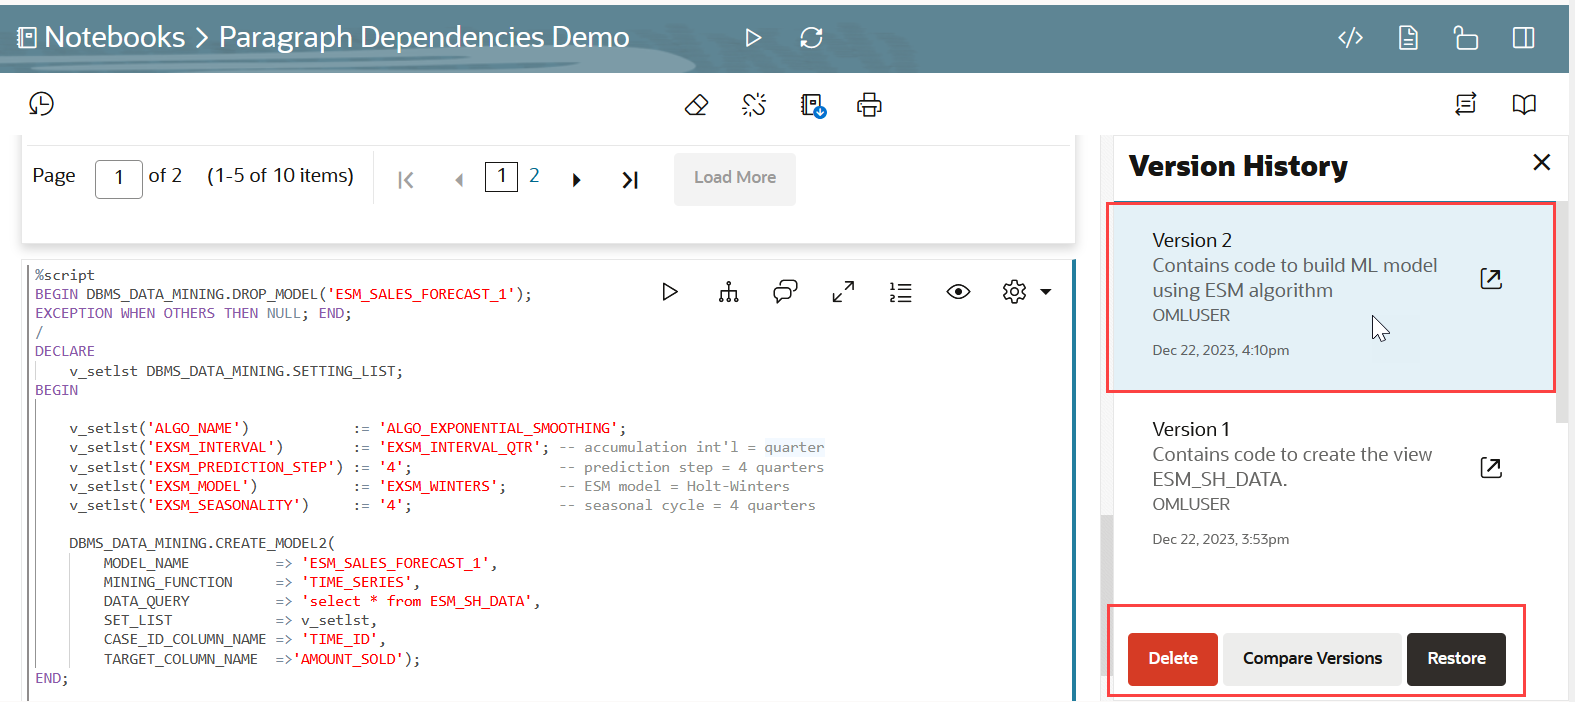 Notebooks > Paragraph Dependencies Demo
Page 1 of 2 (1-5 of 10 items) 1 2 Load More
%script
BEGIN DBMS_DATA_MINING.DROP_MODEL('ESM_SALES_FORECAST_1');
EXCEPTION WHEN OTHERS THEN NULL; END;
/
DECLARE
    v_setlst DBMS_DATA_MINING.SETTING_LIST;
BEGIN
    v_setlst('ALGO_NAME')            := 'ALGO_EXPONENTIAL_SMOOTHING';
    v_setlst('EXSM_INTERVAL')        := 'EXSM_INTERVAL_QTR'; -- accumulation int'l = quarter
    v_setlst('EXSM_PREDICTION_STEP') := '4';                 -- prediction step = 4 quarters
    v_setlst('EXSM_MODEL')           := 'EXSM_WINTERS';      -- ESM model = Holt-Winters
    v_setlst('EXSM_SEASONALITY')     := '4';                 -- seasonal cycle = 4 quarters
    DBMS_DATA_MINING.CREATE_MODEL2(
        MODEL_NAME          => 'ESM_SALES_FORECAST_1',
        MINING_FUNCTION     => 'TIME_SERIES',
        DATA_QUERY          => 'select * from ESM_SH_DATA',
        SET_LIST            => v_setlst,
        CASE_ID_COLUMN_NAME => 'TIME_ID',
        TARGET_COLUMN_NAME  =>'AMOUNT_SOLD');
END;
Version History
Version 2
Contains code to build ML model
using ESM algorithm
OMLUSER
Dec 22, 2023, 4:10pm
Version 1
Contains code to create the view
ESM_SH_DATA.
OMLUSER
Dec 22, 2023, 3:53pm
Delete Compare Versions Restore